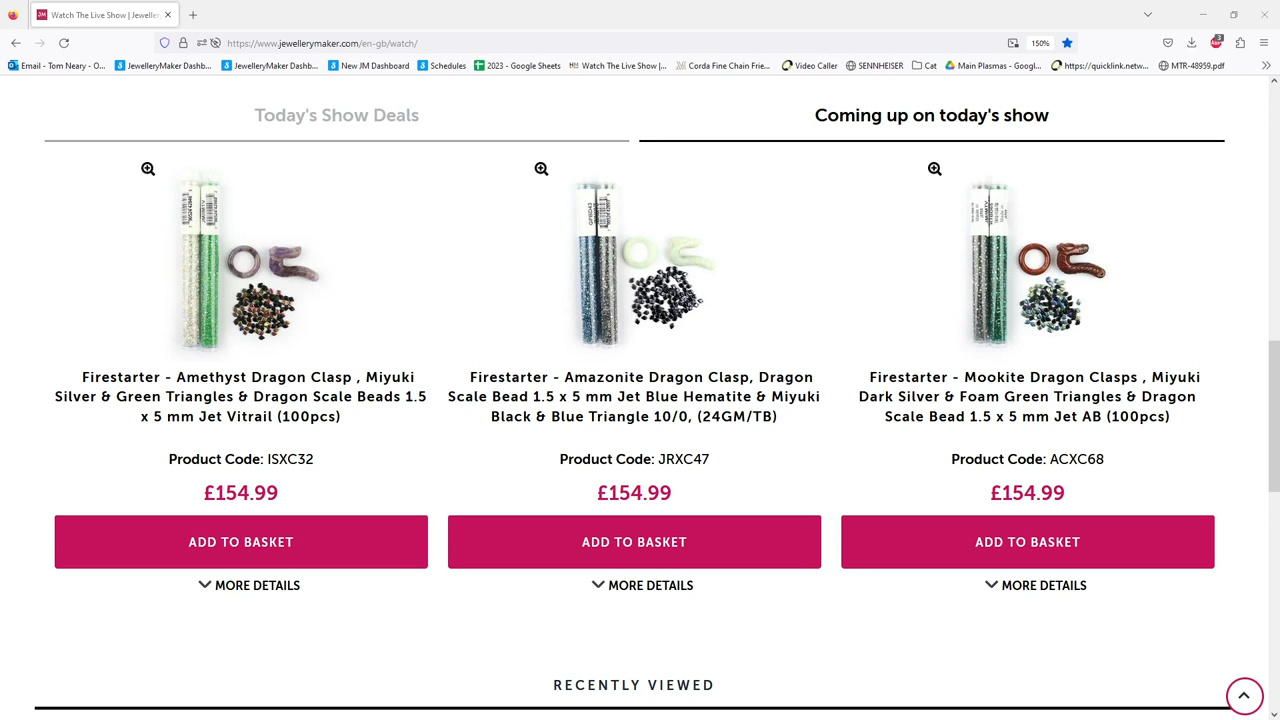 Watch The Live Show | Jeweller
https://www.jewellerymaker.com/en-gb/watch/
150%
3
Email - Tom Neary - O...
JewelleryMaker Dashb...
JewelleryMaker Dashb...
New JM Dashboard
Schedules
2023 - Google Sheets
Watch The Live Show |...
Corda Fine Chain Frie...
Video Caller
SENNHEISER
Cat
Main Plasmas - Googl...
https://quicklink.netw...
MTR-48959.pdf
Today's Show Deals
Coming up on today's show
Firestarter - Amethyst Dragon Clasp , Miyuki
Silver & Green Triangles & Dragon Scale Beads 1.5
x 5 mm Jet Vitrail (100pcs)
Product Code: ISXC32
£154.99
ADD TO BASKET
MORE DETAILS
Firestarter - Amazonite Dragon Clasp, Dragon
Scale Bead 1.5 x 5 mm Jet Blue Hematite & Miyuki
Black & Blue Triangle 10/0, (24GM/TB)
Product Code: JRXC47
£154.99
ADD TO BASKET
MORE DETAILS
Firestarter - Mookite Dragon Clasps , Miyuki
Dark Silver & Foam Green Triangles & Dragon
Scale Bead 1.5 x 5 mm Jet AB (100pcs)
Product Code: ACXC68
£154.99
ADD TO BASKET
MORE DETAILS
RECENTLY VIEWED